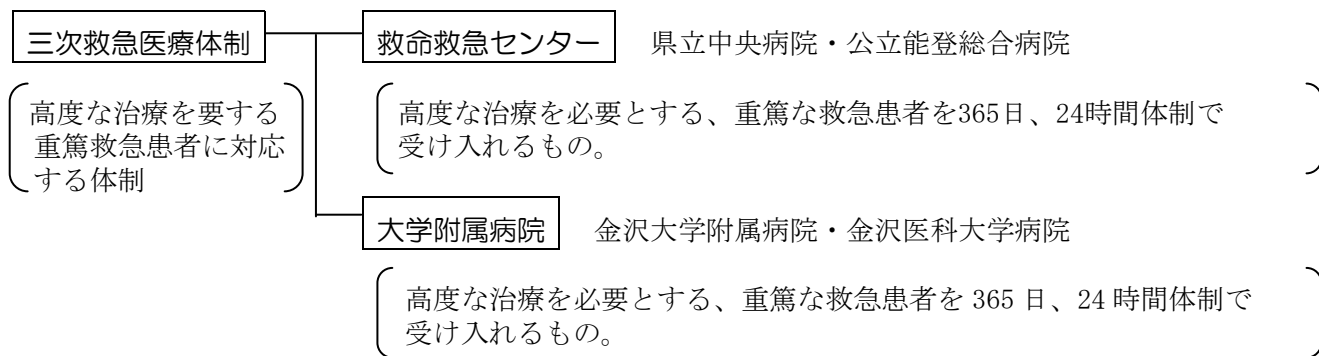 三次救急医療体制
高度な治療を要する
重篤救急患者に対応
する体制
救命救急センター 県立中央病院・公立能登総合病院
高度な治療を必要とする、重篤な救急患者を365日、24時間体制で
受け入れるもの。
大学附属病院 金沢大学附属病院・金沢医科大学病院
高度な治療を必要とする、重篤な救急患者を 365 日、24 時間体制で
受け入れるもの。